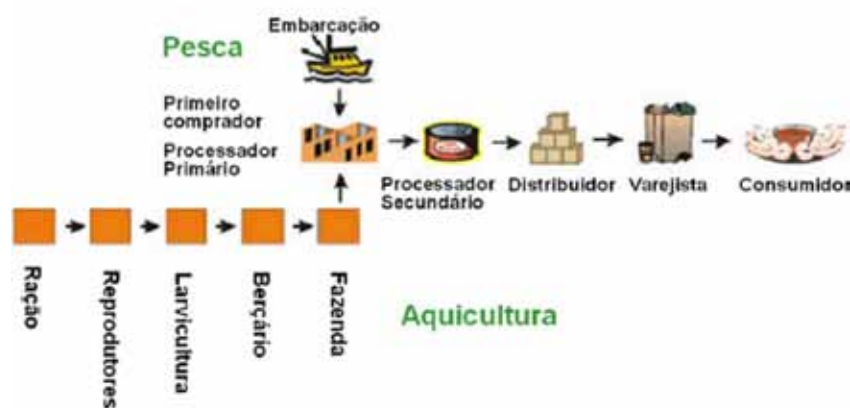 Embarcação
Pesca
Primeiro
comprador
Processador
Primário
Processador
Secundário
Distribuidor
Varejista
Consumidor
Ração
Reprodutores
Larvicultura
Berçário
Fazenda
Aquicultura